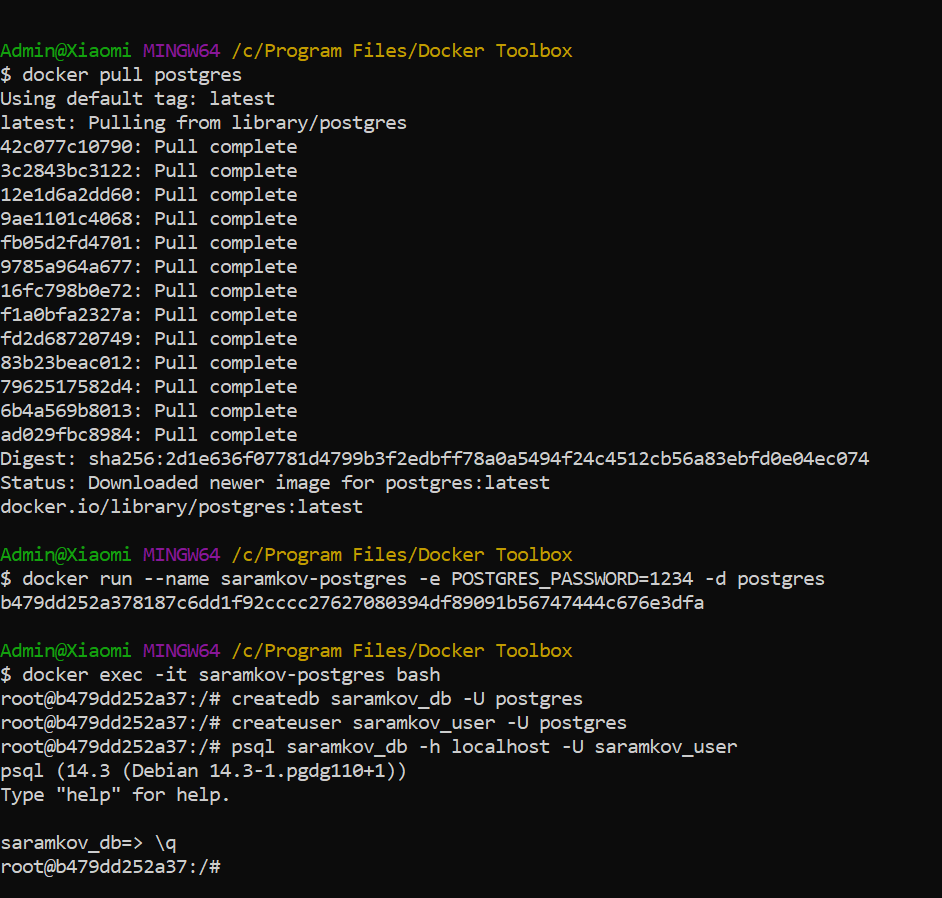 Admin@Xiaomi MINGW64 /c/Program Files/Docker Toolbox
$ docker pull postgres
Using default tag: latest
latest: Pulling from library/postgres
42c077c10790: Pull complete
3c2843bc3122: Pull complete
12e1d6a2dd60: Pull complete
9ae1101c4068: Pull complete
fb05d2fd4701: Pull complete
9785a964a677: Pull complete
16fc798b0e72: Pull complete
f1a0bfa2327a: Pull complete
fd2d68720749: Pull complete
83b23beac012: Pull complete
7962517582d4: Pull complete
6b4a569b8013: Pull complete
ad029fbc8984: Pull complete
Digest: sha256:2d1e636f07781d4799b3f2edbff78a0a5494f24c4512cb56a83ebfd0e04ec074
Status: Downloaded newer image for postgres:latest
docker.io/library/postgres:latest
Admin@Xiaomi MINGW64 /c/Program Files/Docker Toolbox
$ docker run --name saramkov-postgres -e POSTGRES_PASSWORD=1234 -d postgres
b479dd252a378187c6dd1f92cccc27627080394df89091b56747444c676e3dfa
Admin@Xiaomi MINGW64 /c/Program Files/Docker Toolbox
$ docker exec -it saramkov-postgres bash
root@b479dd252a37:/# createdb saramkov_db -U postgres
root@b479dd252a37:/# createuser saramkov_user -U postgres
root@b479dd252a37:/# psql saramkov_db -h localhost -U saramkov_user
psql (14.3 (Debian 14.3-1.pgdg110+1))
Type "help" for help.
saramkov_db=> \q
root@b479dd252a37:/#